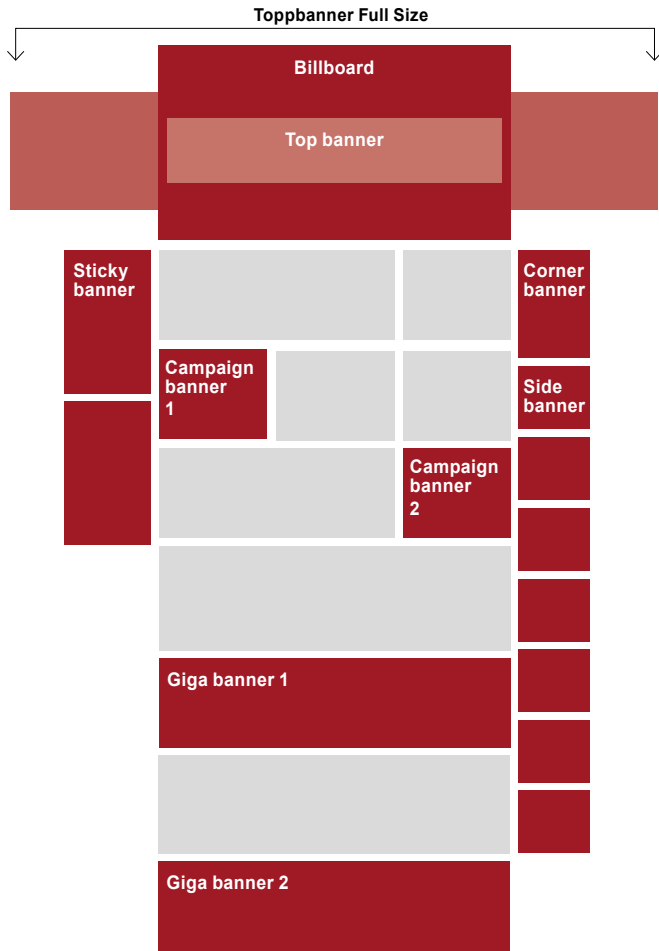 Toppbanner Full Size
Billboard
Top banner
Sticky
banner
Corner
banner
Campaign
banner
1
Side
banner
Campaign
banner
2
Giga banner 1
Giga banner 2